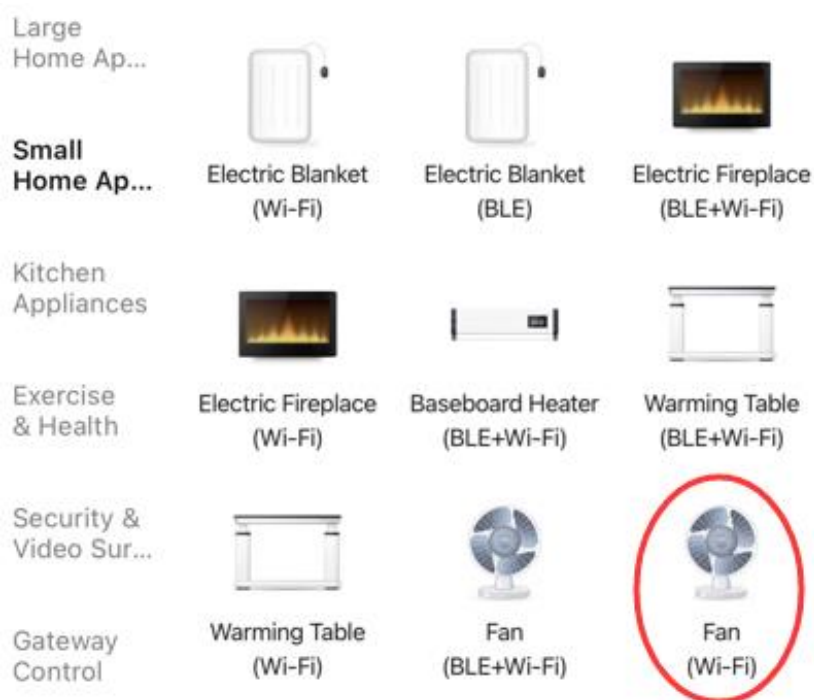 Large
Home Ap...
Small
Home Ap...
Kitchen
Appliances
Exercise
& Health
Security &
Video Sur...
Gateway
Control
Electric Blanket
(Wi-Fi)
Electric Blanket
(BLE)
Electric Fireplace
(BLE+Wi-Fi)
Electric Fireplace
(Wi-Fi)
Baseboard Heater
(BLE+Wi-Fi)
Warming Table
(BLE+Wi-Fi)
Warming Table
(Wi-Fi)
Fan
(BLE+Wi-Fi)
Fan
(Wi-Fi)